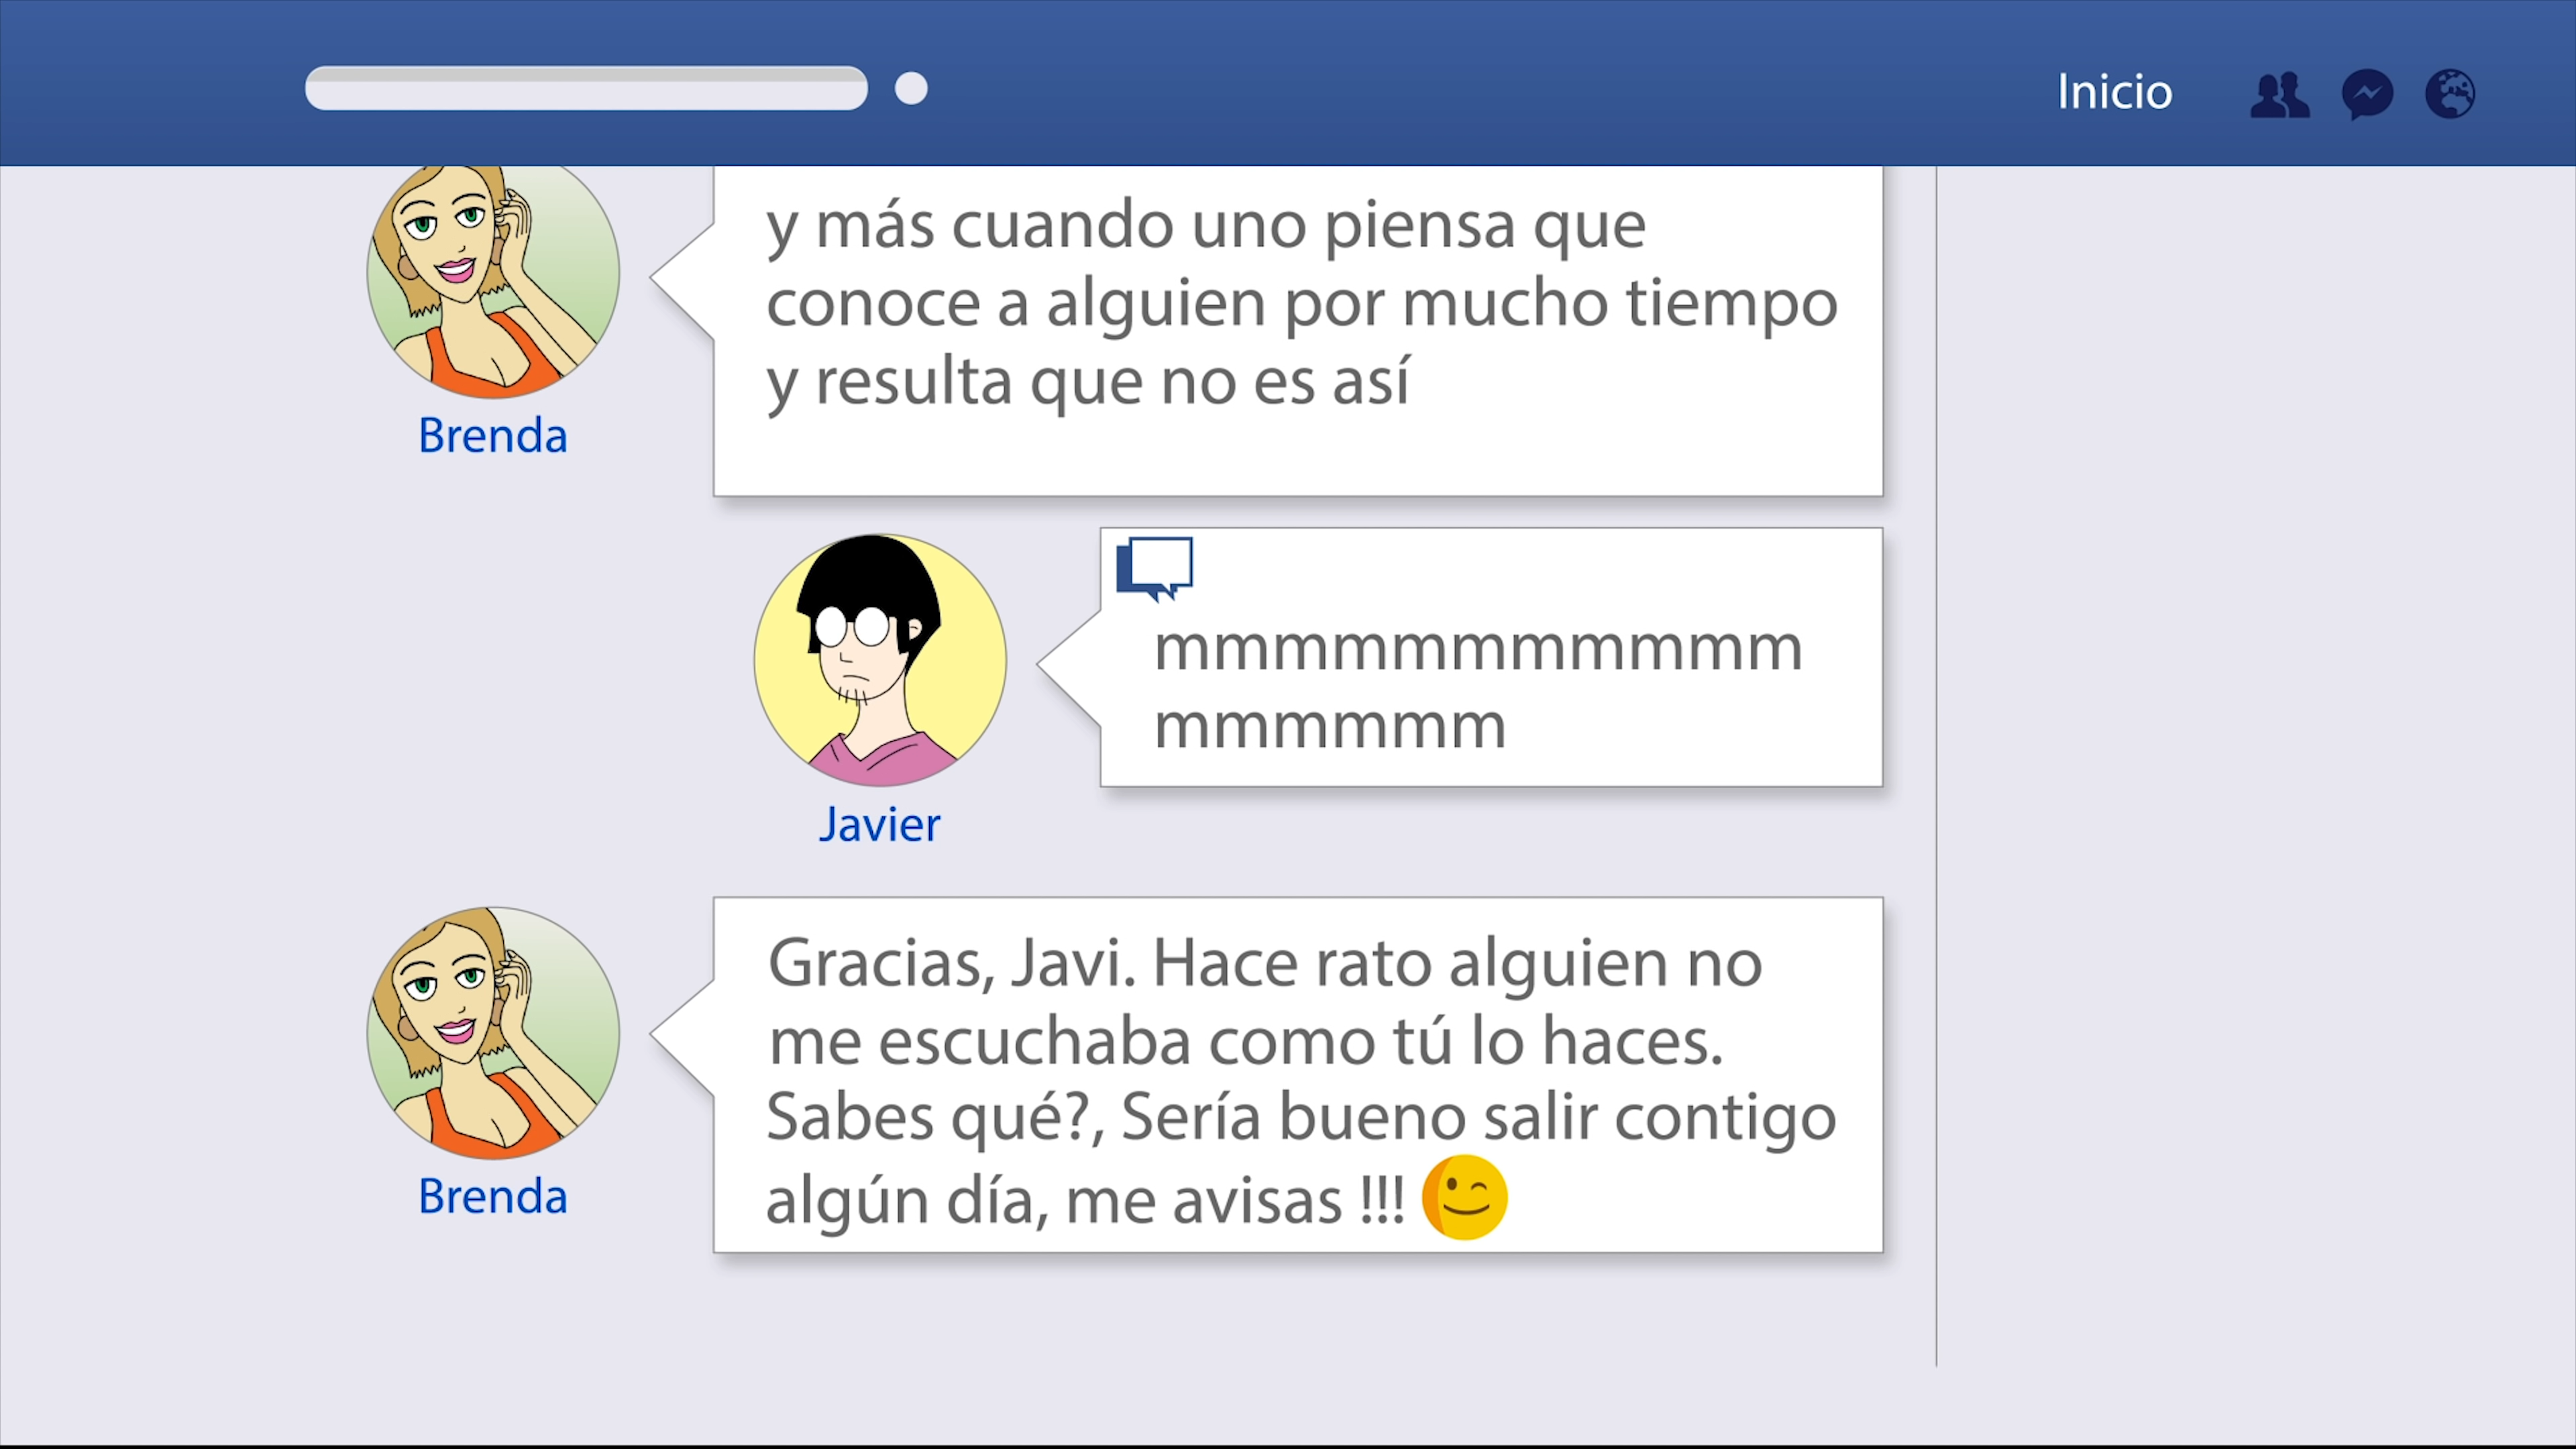 Inicio
y más cuando uno piensa que
conoce a alguien por mucho tiempo
y resulta que no es así
Brenda
mmmmmmmmmmm
mmmmmm
Javier
Gracias, Javi. Hace rato alguien no
me escuchaba como tú lo haces.
Sabes qué?, Sería bueno salir contigo
algún día, me avisas !!!
Brenda